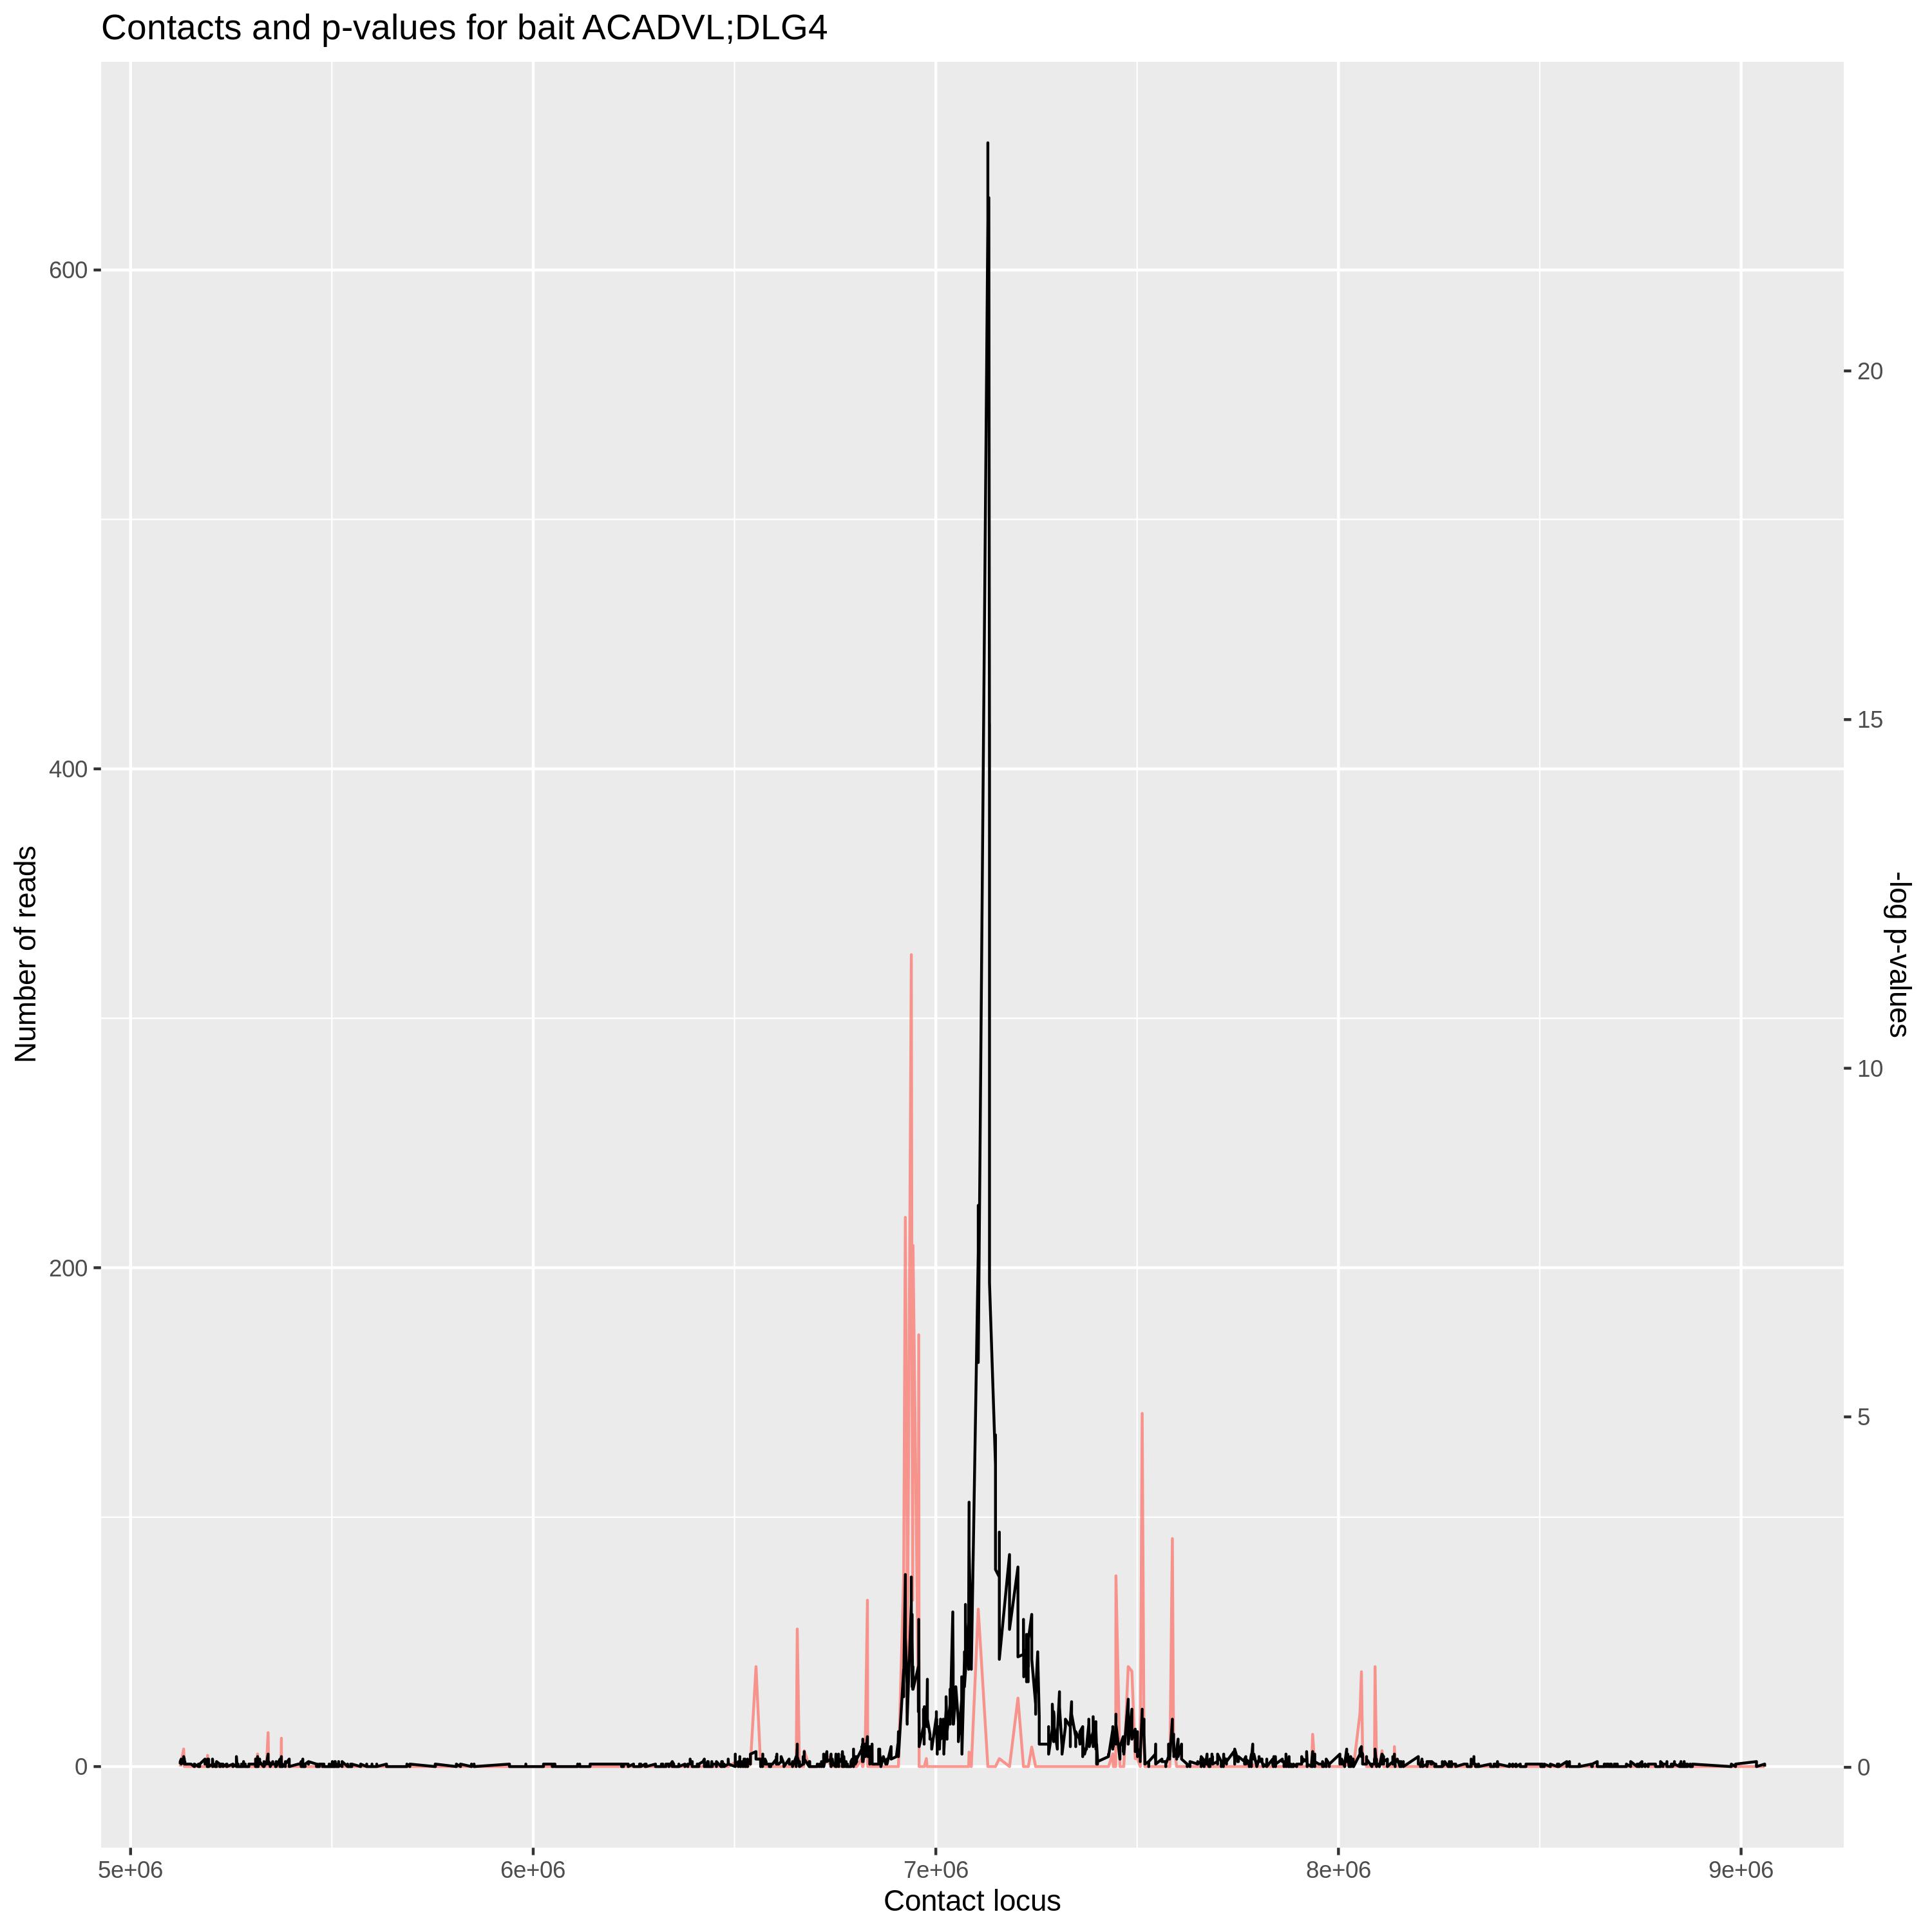 Contacts and p-values for bait ACADVL;DLG4
600
400
200
0
Number of reads
20
15
10
5
0
-log p-values
5e+06
6e+06
7e+06
8e+06
9e+06
Contact locus